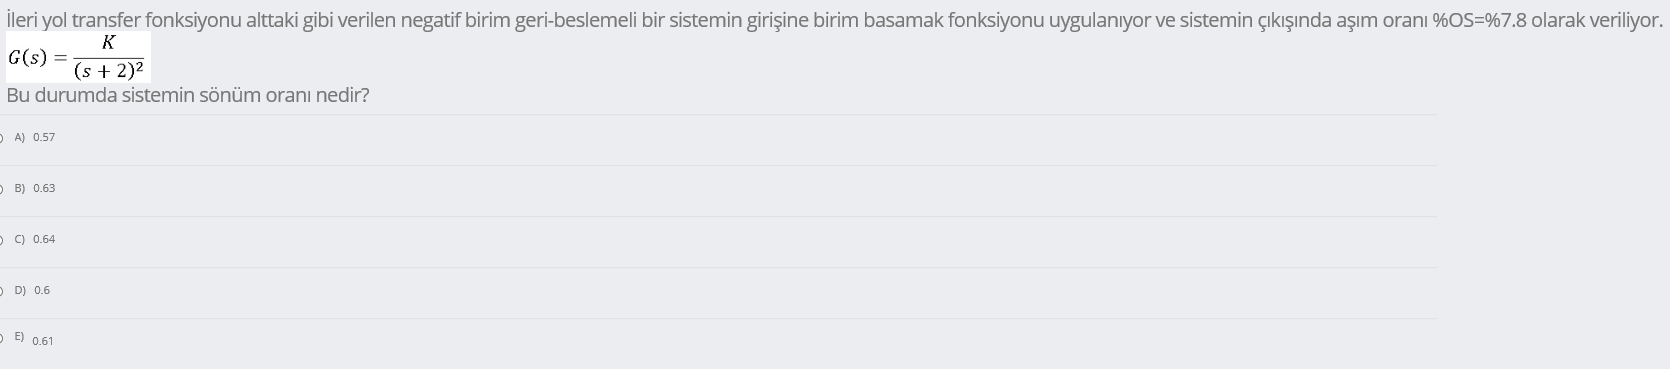 İleri yol transfer fonksiyonu alttaki gibi verilen negatif birim geri-beslemeli bir sistemin girişine birim basamak fonksiyonu uygulanıyor ve sistemin çıkışında aşım oranı %OS=%7.8 olarak veriliyor.
G(s) = K / (s + 2)²
Bu durumda sistemin sönüm oranı nedir?
A) 0.57
B) 0.63
C) 0.64
D) 0.6
E) 0.61